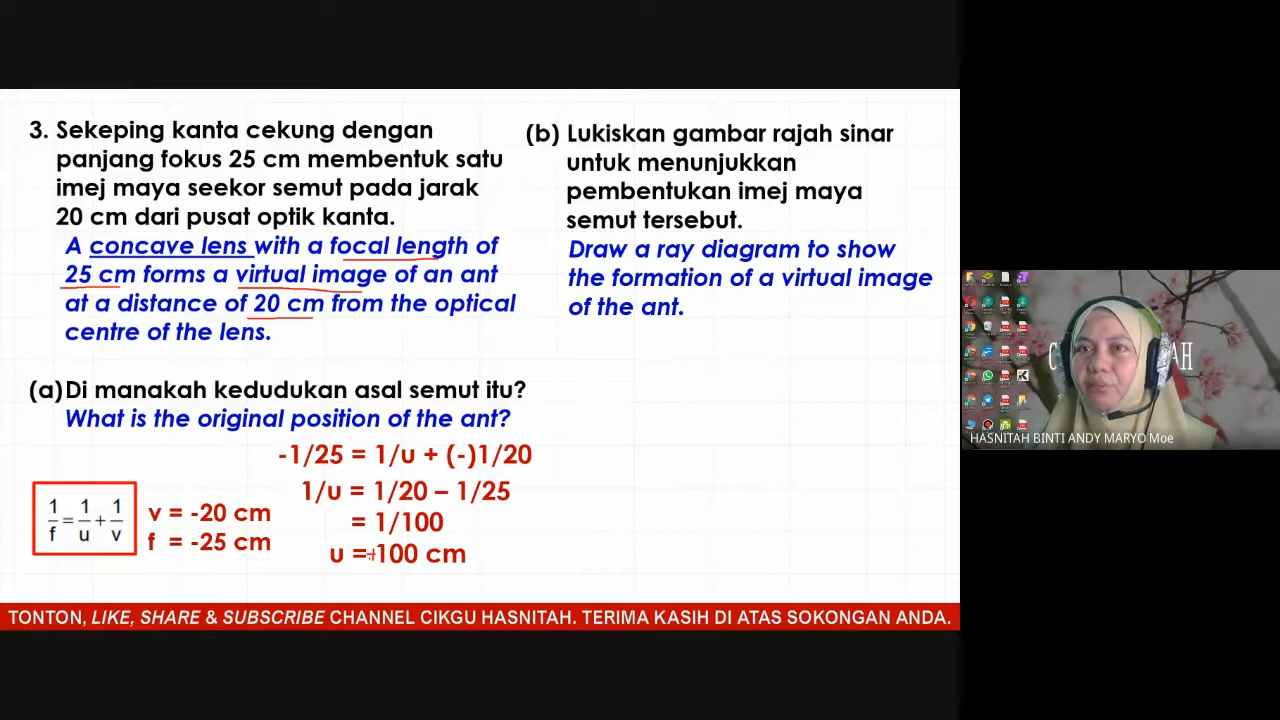 3. Sekeping kanta cekung dengan
panjang fokus 25 cm membentuk satu
imej maya seekor semut pada jarak
20 cm dari pusat optik kanta.
A concave lens with a focal length of
25 cm forms a virtual image of an ant
at a distance of 20 cm from the optical
centre of the lens.
(a) Di manakah kedudukan asal semut itu?
What is the original position of the ant?
-1/25 = 1/u + (-)1/20
1/u = 1/20 – 1/25
= 1/100
u = +100 cm
1/f = 1/u + 1/v
v = -20 cm
f = -25 cm
(b) Lukiskan gambar rajah sinar
untuk menunjukkan
pembentukan imej maya
semut tersebut.
Draw a ray diagram to show
the formation of a virtual image
of the ant.
TONTON, LIKE, SHARE & SUBSCRIBE CHANNEL CIKGU HASNITAH. TERIMA KASIH DI ATAS SOKONGAN ANDA.
HASNITAH BINTI ANDY MARYO Moe